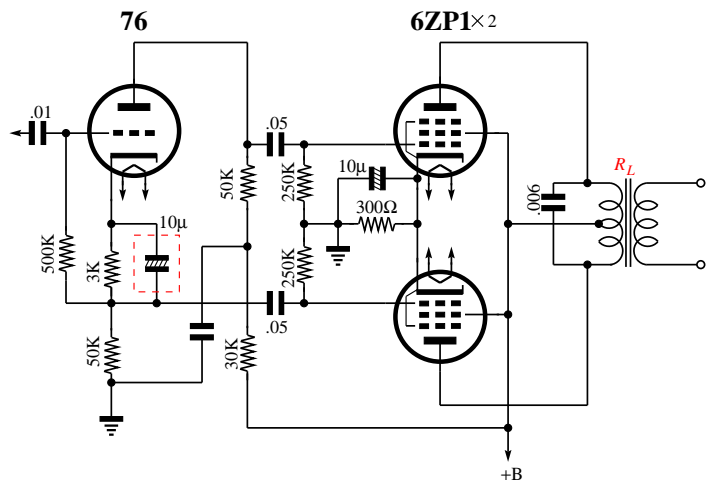 76
6ZP1×2
.01
.05
10µ
50K
250K
.006
R_L
300Ω
10µ
500K
3K
250K
.05
50K
30K
+B